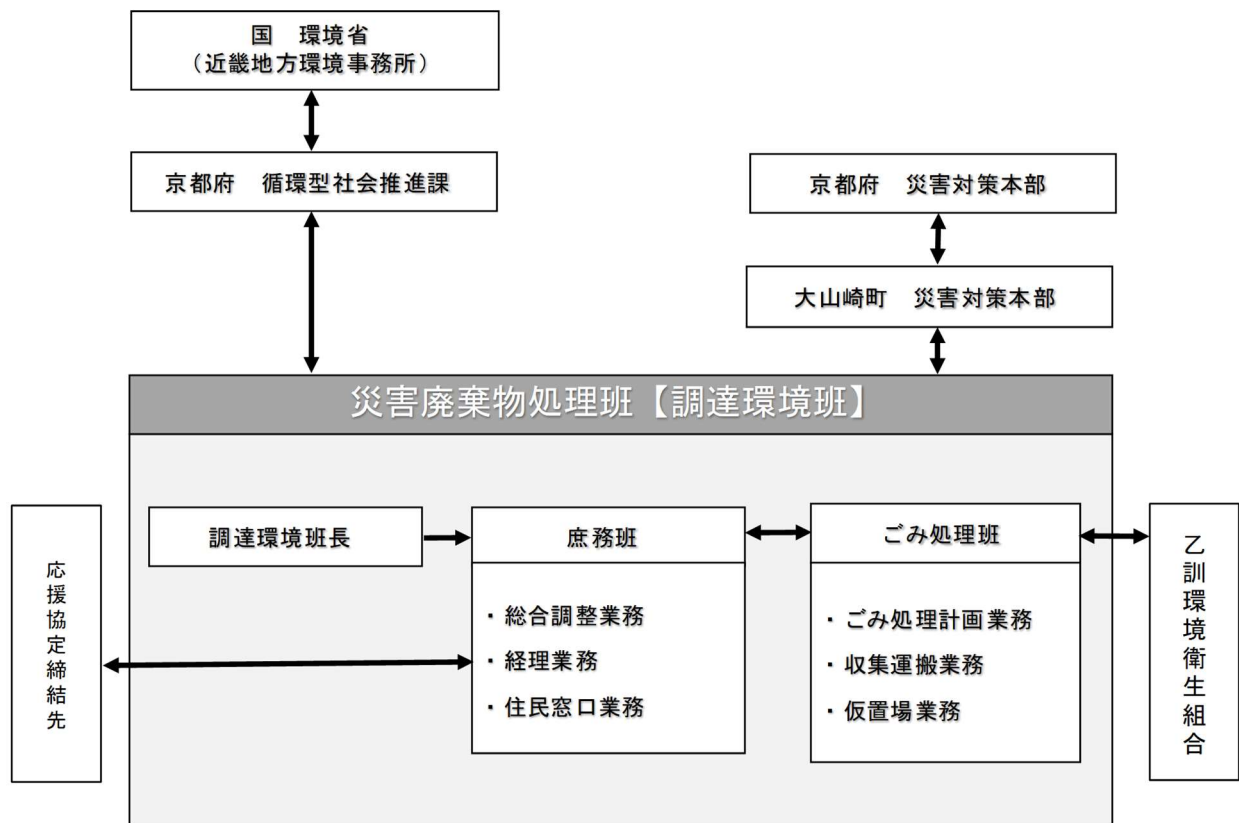 国　環境省
（近畿地方環境事務所）
京都府　循環型社会推進課
京都府　災害対策本部
大山崎町　災害対策本部
災害廃棄物処理班【調達環境班】
応援協定締結先
調達環境班長
庶務班
・総合調整業務
・経理業務
・住民窓口業務
ごみ処理班
・ごみ処理計画業務
・収集運搬業務
・仮置場業務
乙訓環境衛生組合